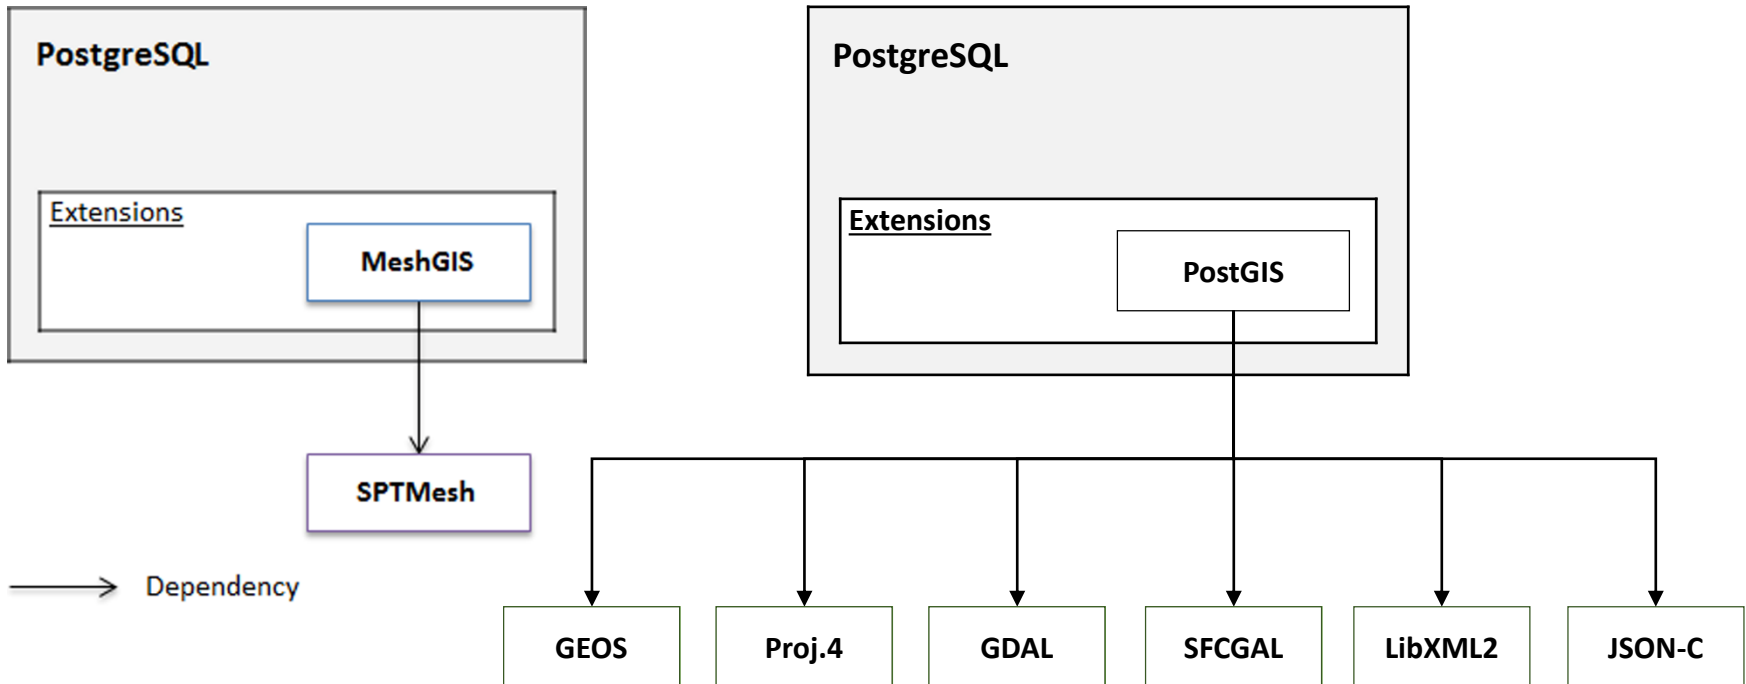 PostgreSQL
Extensions
MeshGIS
SPTMesh
Dependency
PostgreSQL
Extensions
PostGIS
GEOS
Proj.4
GDAL
SFCGAL
LibXML2
JSON-C